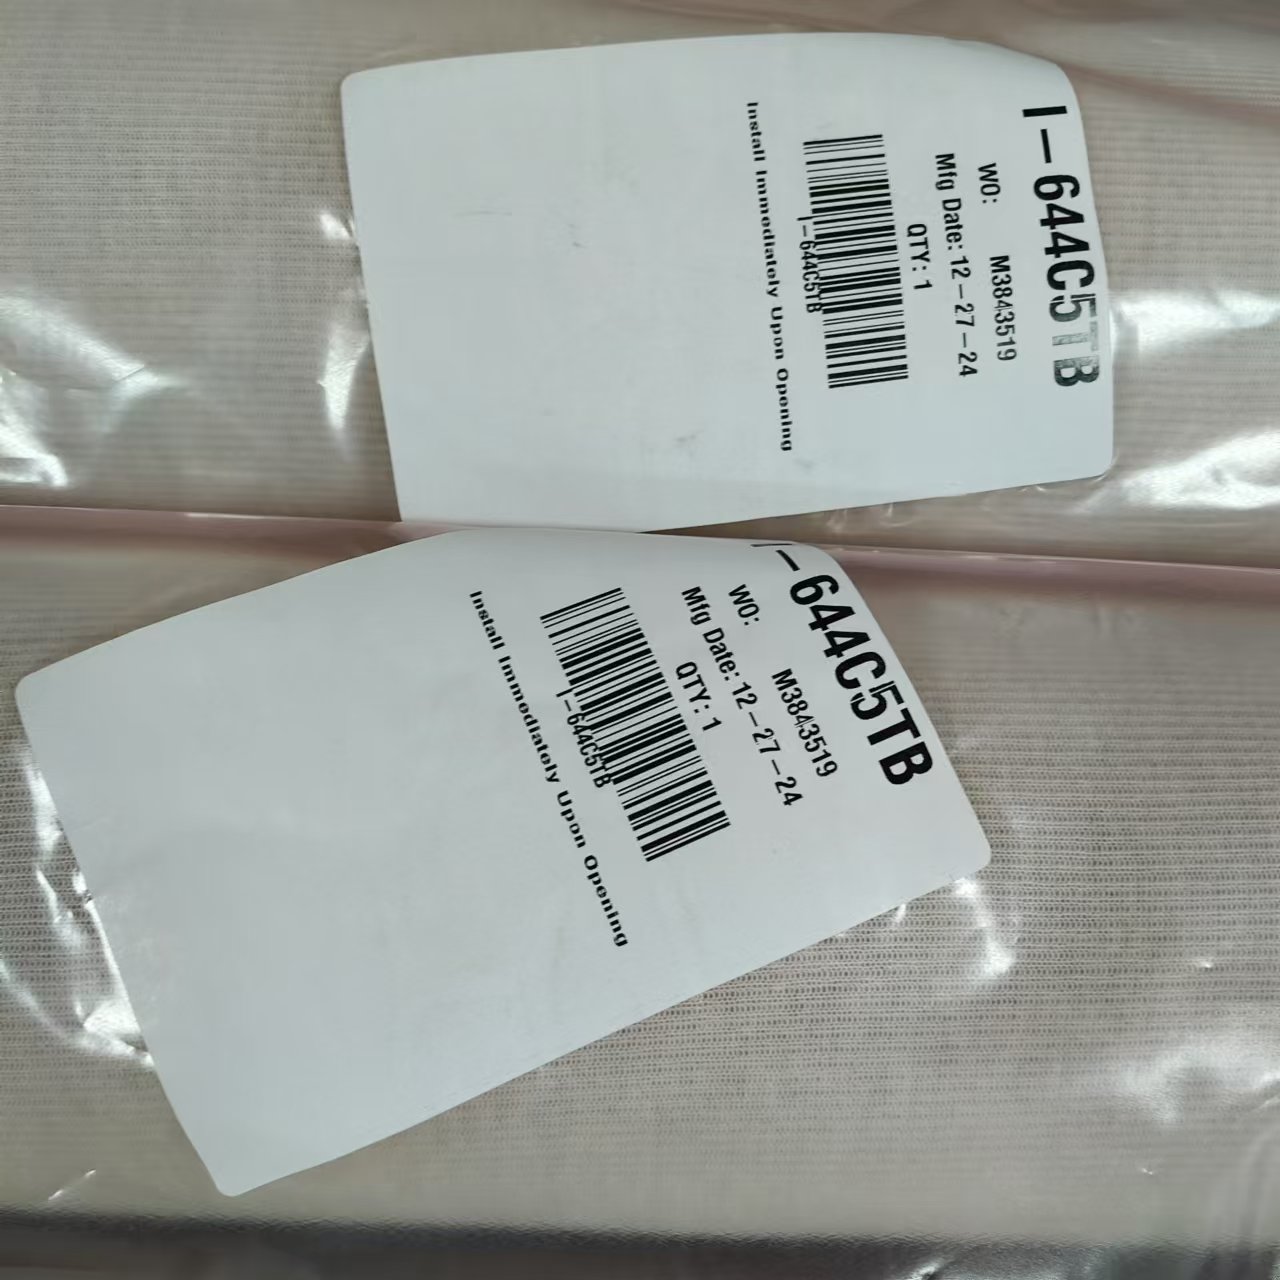 I-644C5TB
WO: M3843519
Mfg Date: 12-27-24
QTY: 1
I-644C5TB
Install Immediately Upon Opening
I-644C5TB
WO: M3843519
Mfg Date: 12-27-24
QTY: 1
I-644C5TB
Install Immediately Upon Opening